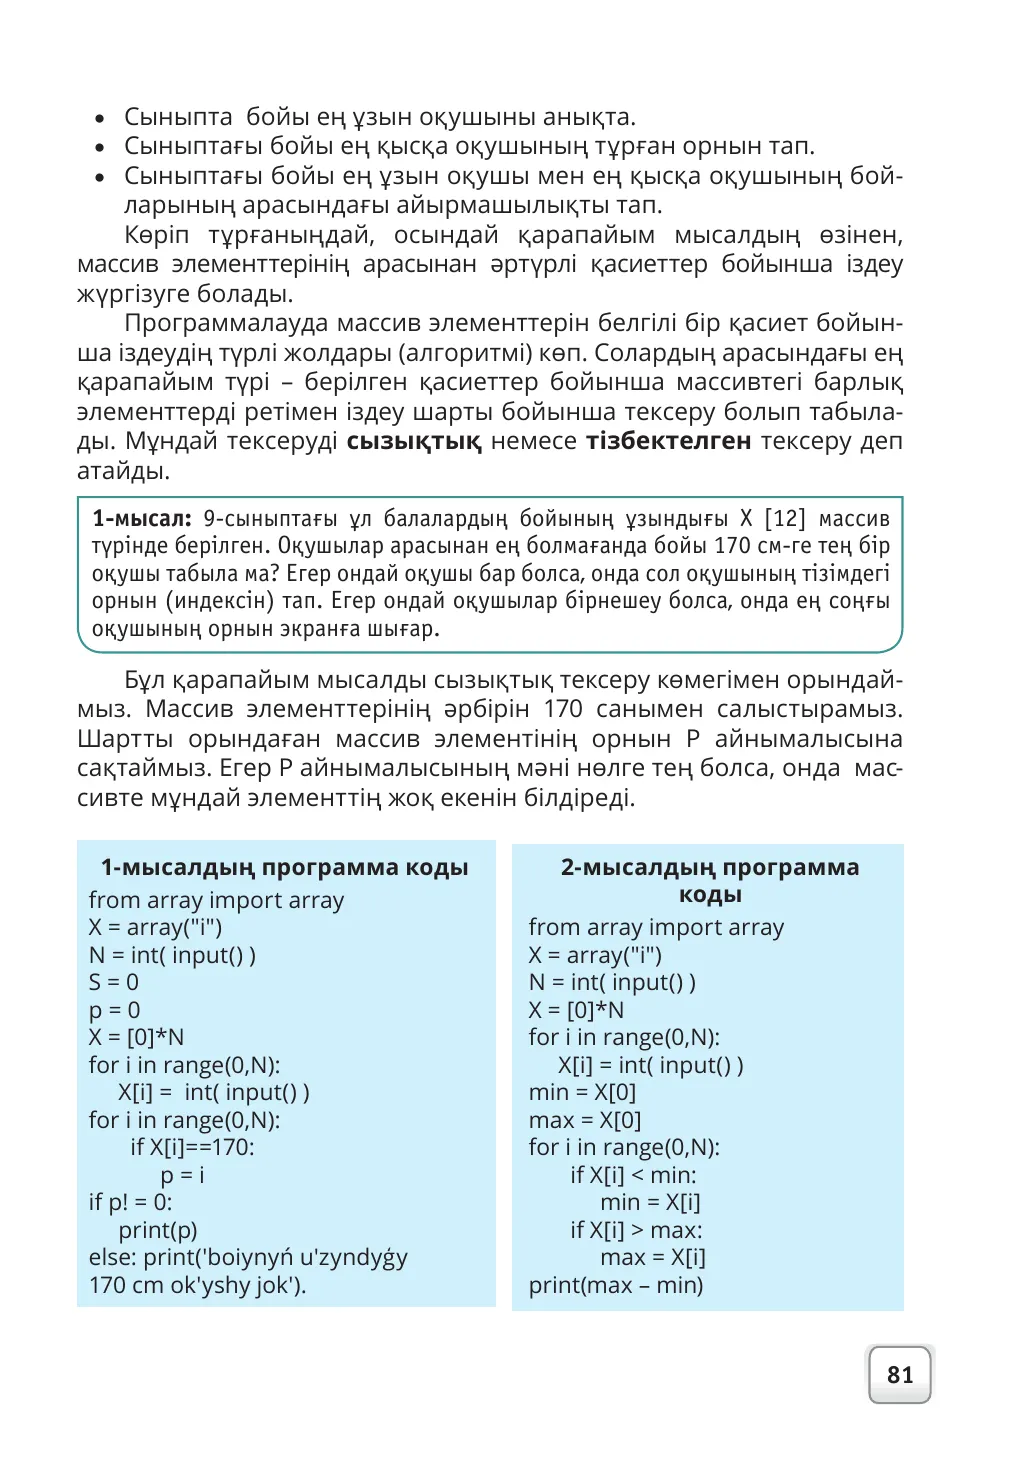 • Сыныпта бойы ең ұзын оқушыны анықта.
• Сыныптағы бойы ең қысқа оқушының тұрған орнын тап.
• Сыныптағы бойы ең ұзын оқушы мен ең қысқа оқушының бой-
ларының арасындағы айырмашылықты тап.
Көріп тұрғаныңдай, осындай қарапайым мысалдың өзінен,
массив элементтерінің арасынан әртүрлі қасиеттер бойынша іздеу
жүргізуге болады.
Программалауда массив элементтерін белгілі бір қасиет бойын-
ша іздеудің түрлі жолдары (алгоритмі) көп. Солардың арасындағы ең
қарапайым түрі – берілген қасиеттер бойынша массивтегі барлық
элементтерді ретімен іздеу шарты бойынша тексеру болып табыла-
ды. Мұндай тексеруді сызықтық немесе тізбектелген тексеру деп
атайды.
1-мысал: 9-сыныптағы ұл балалардың бойының ұзындығы X [12] массив
түрінде берілген. Оқушылар арасынан ең болмағанда бойы 170 см-ге тең бір
оқушы табыла ма? Егер ондай оқушы бар болса, онда сол оқушының тізімдегі
орнын (индексін) тап. Егер ондай оқушылар бірнешеу болса, онда ең соңғы
оқушының орнын экранға шығар.
Бұл қарапайым мысалды сызықтық тексеру көмегімен орындай-
мыз. Массив элементтерінің әрбірін 170 санымен салыстырамыз.
Шартты орындаған массив элементінің орнын P айнымалысына
сақтаймыз. Егер P айнымалысының мәні нөлге тең болса, онда мас-
сивте мұндай элементтің жоқ екенін білдіреді.
1-мысалдың программа коды
from array import array
X = array("i")
N = int( input() )
S = 0
p = 0
X = [0]*N
for i in range(0,N):
X[i] = int( input() )
for i in range(0,N):
if X[i]==170:
p = i
if p! = 0:
print(p)
else: print('boiynyń u'zyndyģy
170 cm ok'yshy jok').
2-мысалдың программа
коды
from array import array
X = array("i")
N = int( input() )
X = [0]*N
for i in range(0,N):
X[i] = int( input() )
min = X[0]
max = X[0]
for i in range(0,N):
if X[i] < min:
min = X[i]
if X[i] > max:
max = X[i]
print(max – min)
81